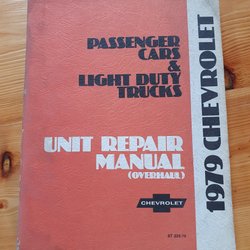 PASSENGER
CARS
&
LIGHT DUTY
TRUCKS
UNIT REPAIR
MANUAL
(OVERHAUL)
CHEVROLET
1979 CHEVROLET